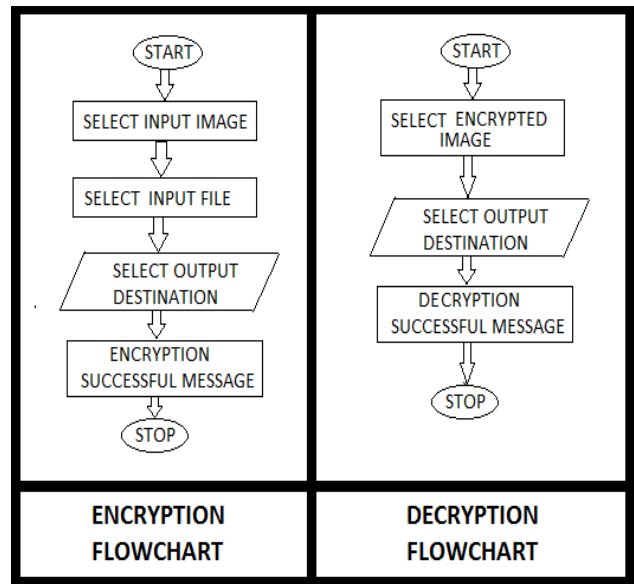 START
SELECT INPUT IMAGE
SELECT INPUT FILE
SELECT OUTPUT
DESTINATION
ENCRYPTION
SUCCESSFUL MESSAGE
STOP
ENCRYPTION
FLOWCHART
START
SELECT ENCRYPTED
IMAGE
SELECT OUTPUT
DESTINATION
DECRYPTION
SUCCESSFUL MESSAGE
STOP
DECRYPTION
FLOWCHART